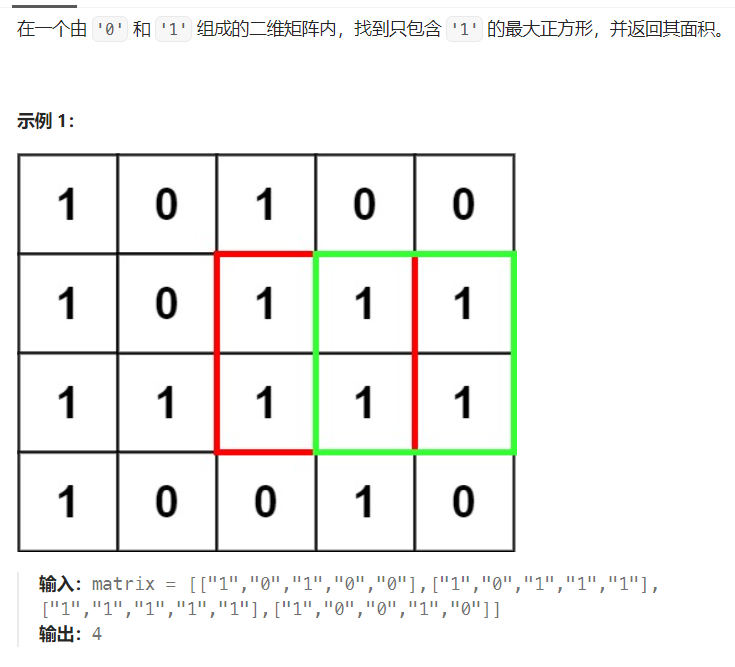 在一个由 '0' 和 '1' 组成的二维矩阵内，找到只包含 '1' 的最大正方形，并返回其面积。
示例 1：
1 0 1 0 0
1 0 1 1 1
1 1 1 1 1
1 0 0 1 0
输入：matrix = [["1","0","1","0","0"],["1","0","1","1","1"],
["1","1","1","1","1"],["1","0","0","1","0"]]
输出：4